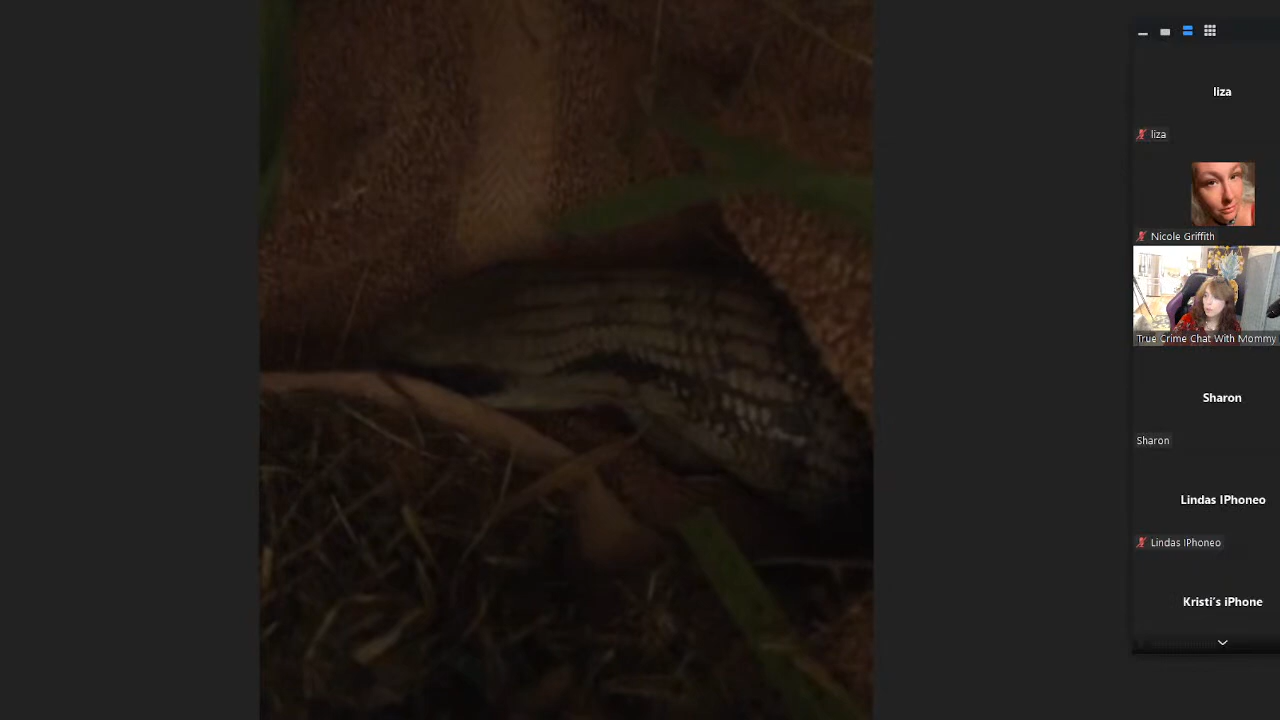 liza
liza
Nicole Griffith
True Crime Chat With Mommy
Sharon
Sharon
Lindas IPhoneo
Lindas IPhoneo
Kristi's iPhone